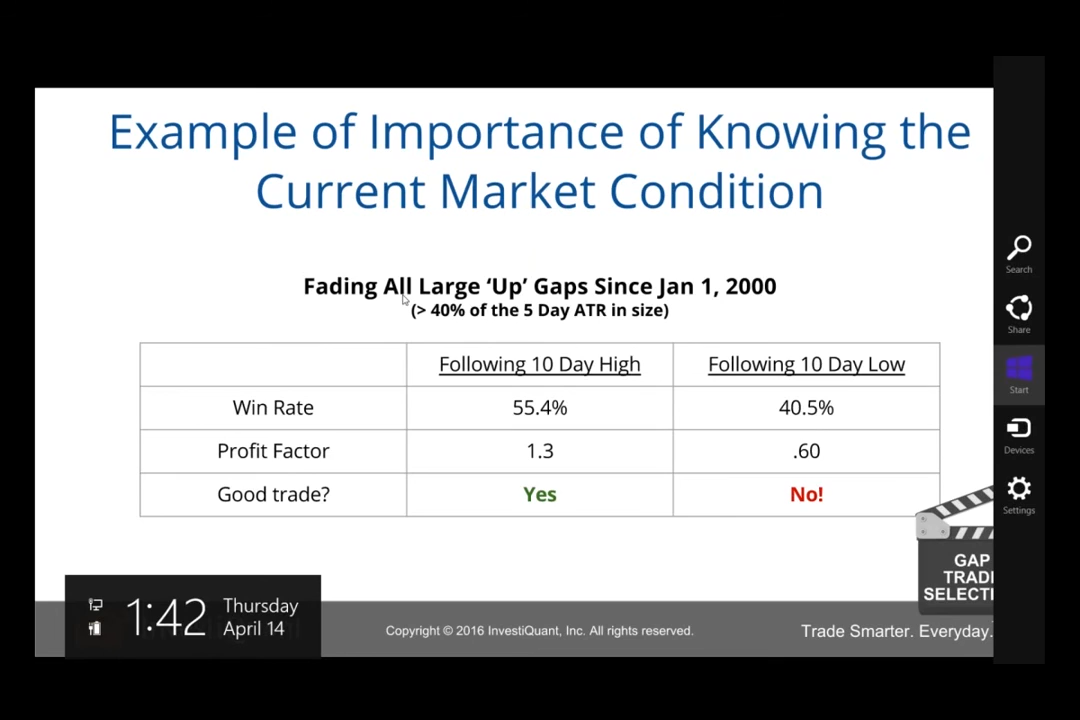 Example of Importance of Knowing the
Current Market Condition
Fading All Large ‘Up’ Gaps Since Jan 1, 2000
(> 40% of the 5 Day ATR in size)
Following 10 Day High Following 10 Day Low
Win Rate 55.4% 40.5%
Profit Factor 1.3 .60
Good trade? Yes No!
GAP
SELECT
Copyright © 2016 InvestiQuant, Inc. All rights reserved.
Trade Smarter. Everyday.
1:42
Thursday
April 14
Search
Share
Start
Devices
Settings